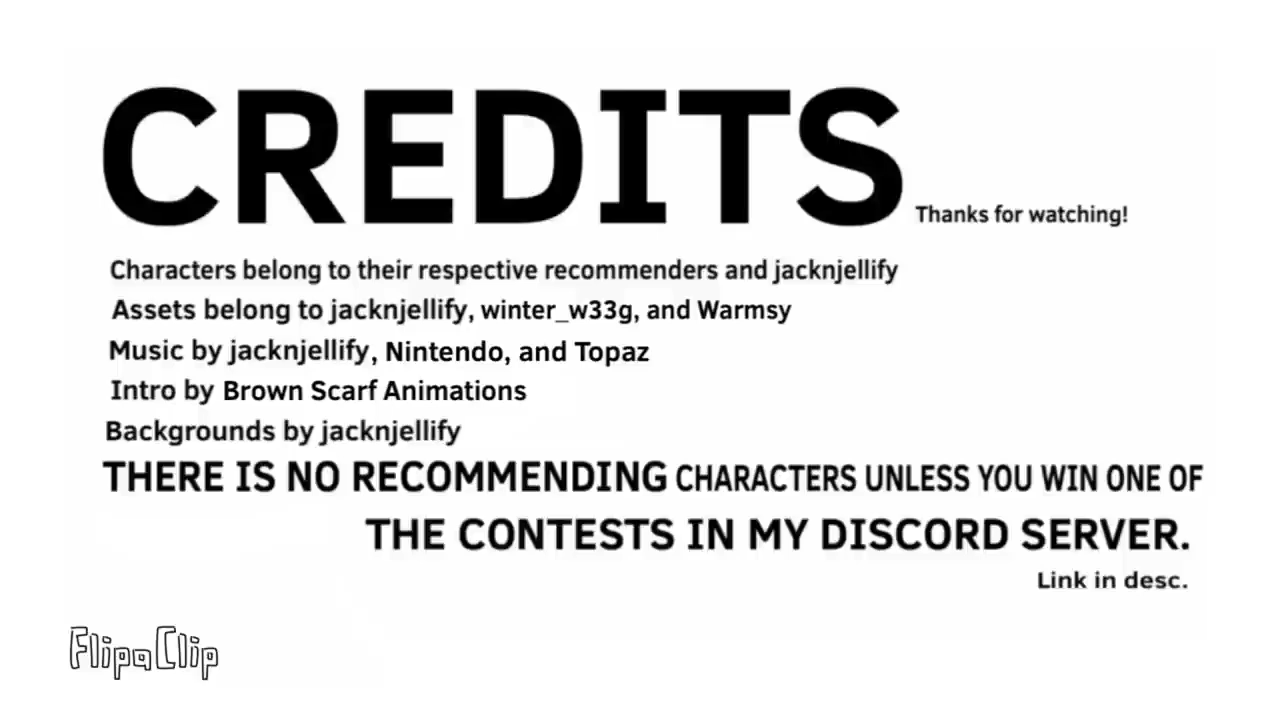 CREDITS Thanks for watching!
Characters belong to their respective recommenders and jacknjellify
Assets belong to jacknjellify, winter_w33g, and Warmsy
Music by jacknjellify, Nintendo, and Topaz
Intro by Brown Scarf Animations
Backgrounds by jacknjellify
THERE IS NO RECOMMENDING CHARACTERS UNLESS YOU WIN ONE OF
THE CONTESTS IN MY DISCORD SERVER.
Link in desc.
FlipaClip